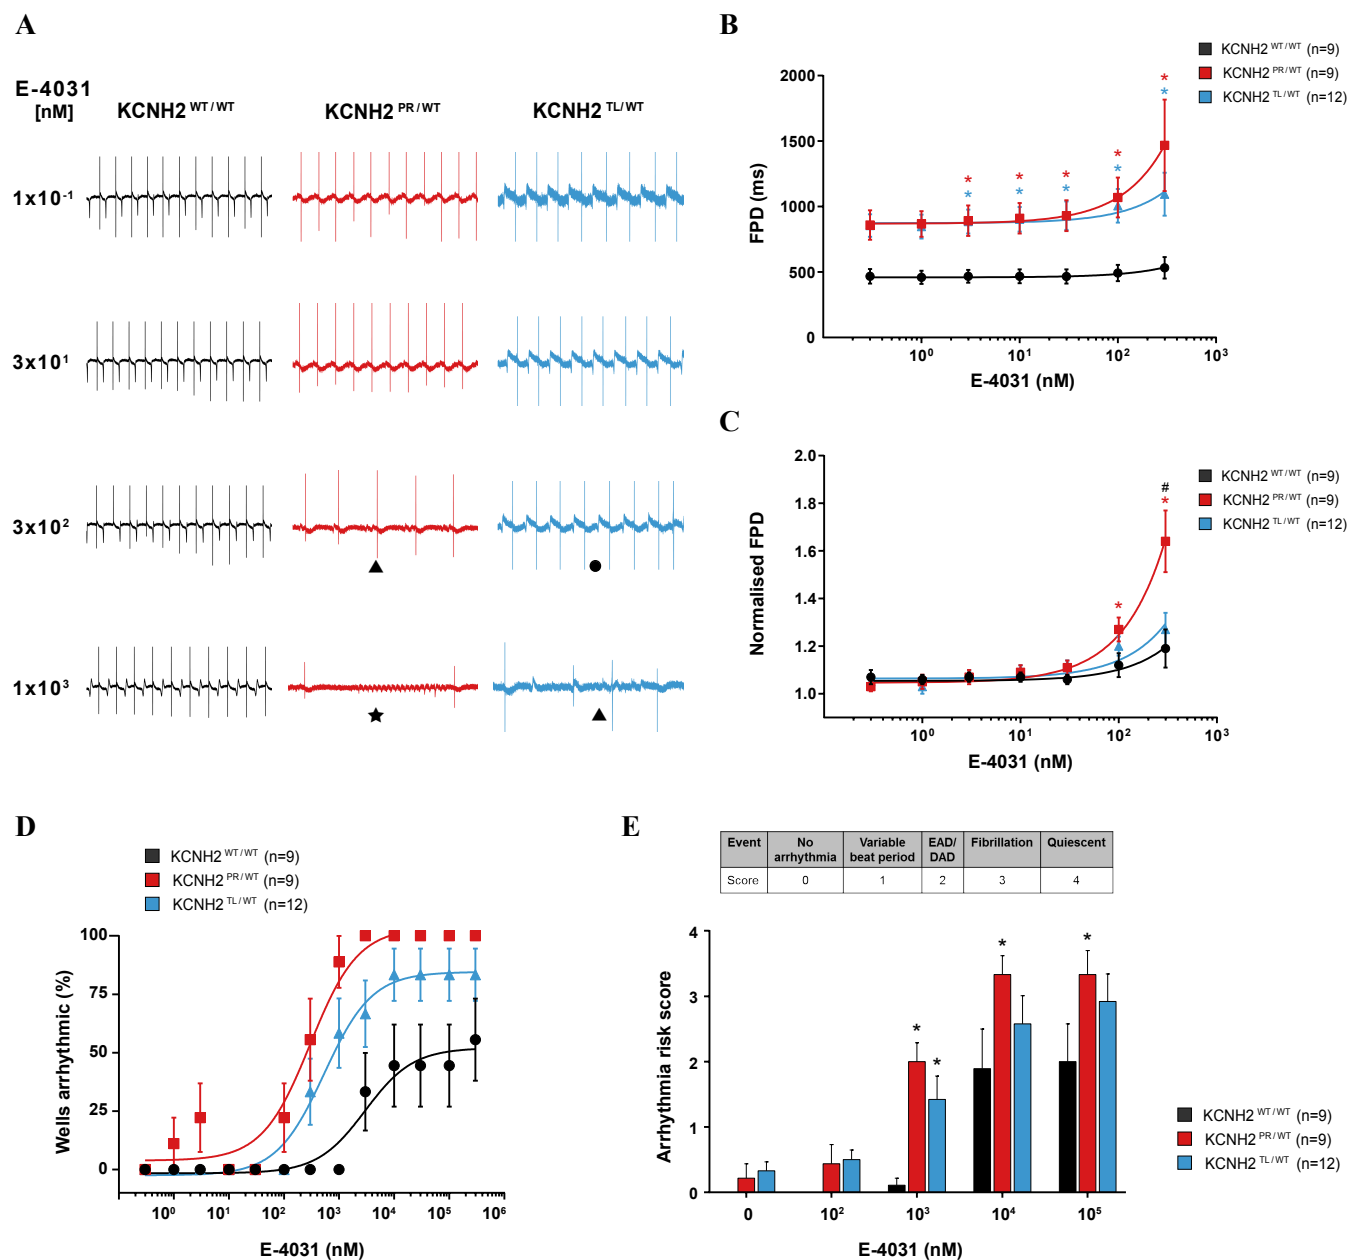 A
E-4031
[nM]
KCNH2 WT/WT
KCNH2 PR/WT
KCNH2 TL/WT
1x10-1
3x101
3x102
1x103
B
KCNH2 WT/WT (n=9)
KCNH2 PR/WT (n=9)
KCNH2 TL/WT (n=12)
FPD (ms)
2000
1500
1000
500
0
* * * * * *
* * * * *
100 101 102 103
E-4031 (nM)
C
KCNH2 WT/WT (n=9)
KCNH2 PR/WT (n=9)
KCNH2 TL/WT (n=12)
Normalised FPD
2.0
1.8
1.6
1.4
1.2
1.0
#
*
*
100 101 102 103
E-4031 (nM)
D
KCNH2 WT/WT (n=9)
KCNH2 PR/WT (n=9)
KCNH2 TL/WT (n=12)
Wells arrhythmic (%)
100
75
50
25
0
100 101 102 103 104 105 106
E-4031 (nM)
E
Event No arrhythmia Variable beat period EAD/DAD Fibrillation Quiescent
Score 0 1 2 3 4
Arrhythmia risk score
4
3
2
1
0
* * * *
0 102 103 104 105
E-4031 (nM)
KCNH2 WT/WT (n=9)
KCNH2 PR/WT (n=9)
KCNH2 TL/WT (n=12)